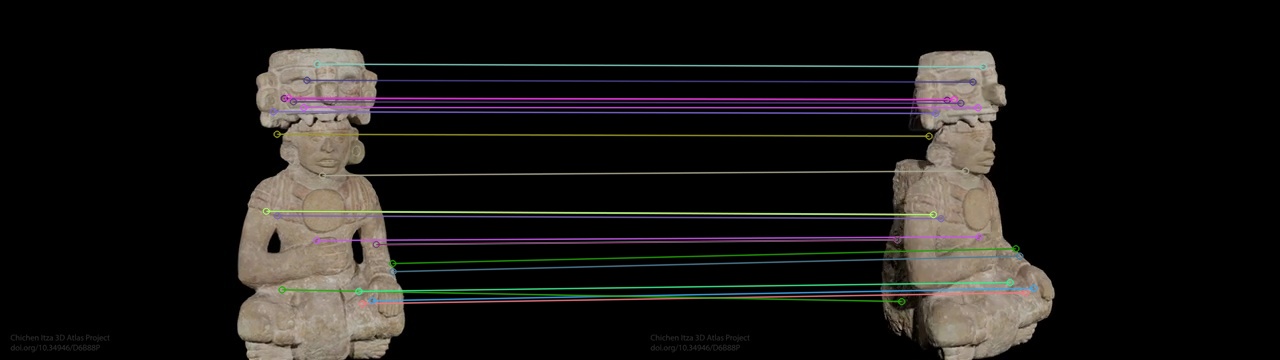 Chichen Itza 3D Atlas Project
doi.org/10.34946/D6B88P
Chichen Itza 3D Atlas Project
doi.org/10.34946/D6B88P